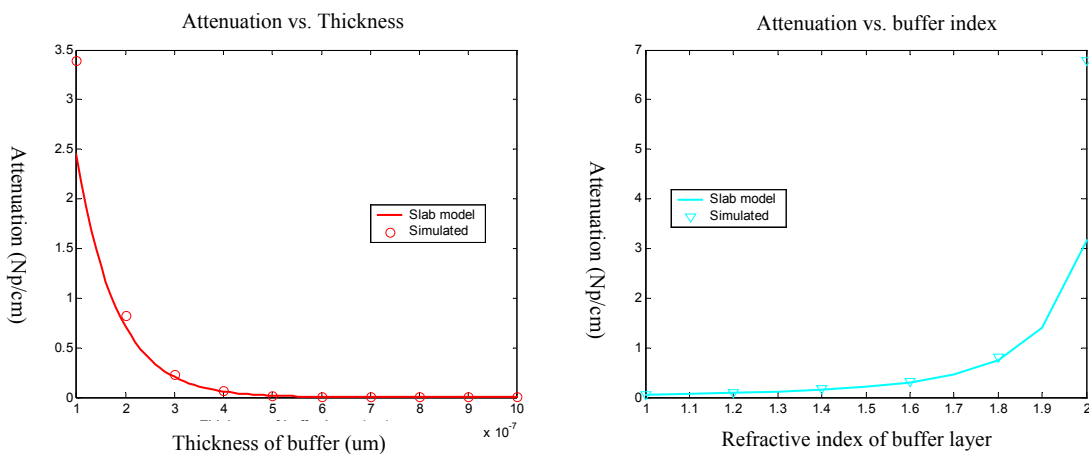 Attenuation vs. Thickness
3.5
3
2.5
2
1.5
1
0.5
0
Attenuation (Np/cm)
Slab model
Simulated
1 2 3 4 5 6 7 8 9 10
x 10^-7
Thickness of buffer (um)
Attenuation vs. buffer index
7
6
5
4
3
2
1
0
Attenuation (Np/cm)
Slab model
Simulated
1 1.1 1.2 1.3 1.4 1.5 1.6 1.7 1.8 1.9 2
Refractive index of buffer layer